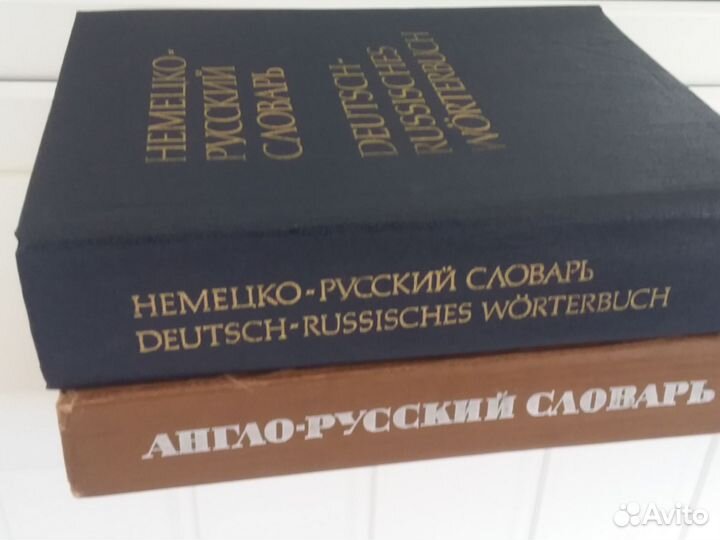 НЕМЕЦКО-
РУССКИЙ
СЛОВАРЬ
DEUTSCH-
RUSSISCHES
WÖRTERBUCH
НЕМЕЦКО-РУССКИЙ СЛОВАРЬ
DEUTSCH-RUSSISCHES WÖRTERBUCH
АНГЛО-РУССКИЙ СЛОВАРЬ
Avito